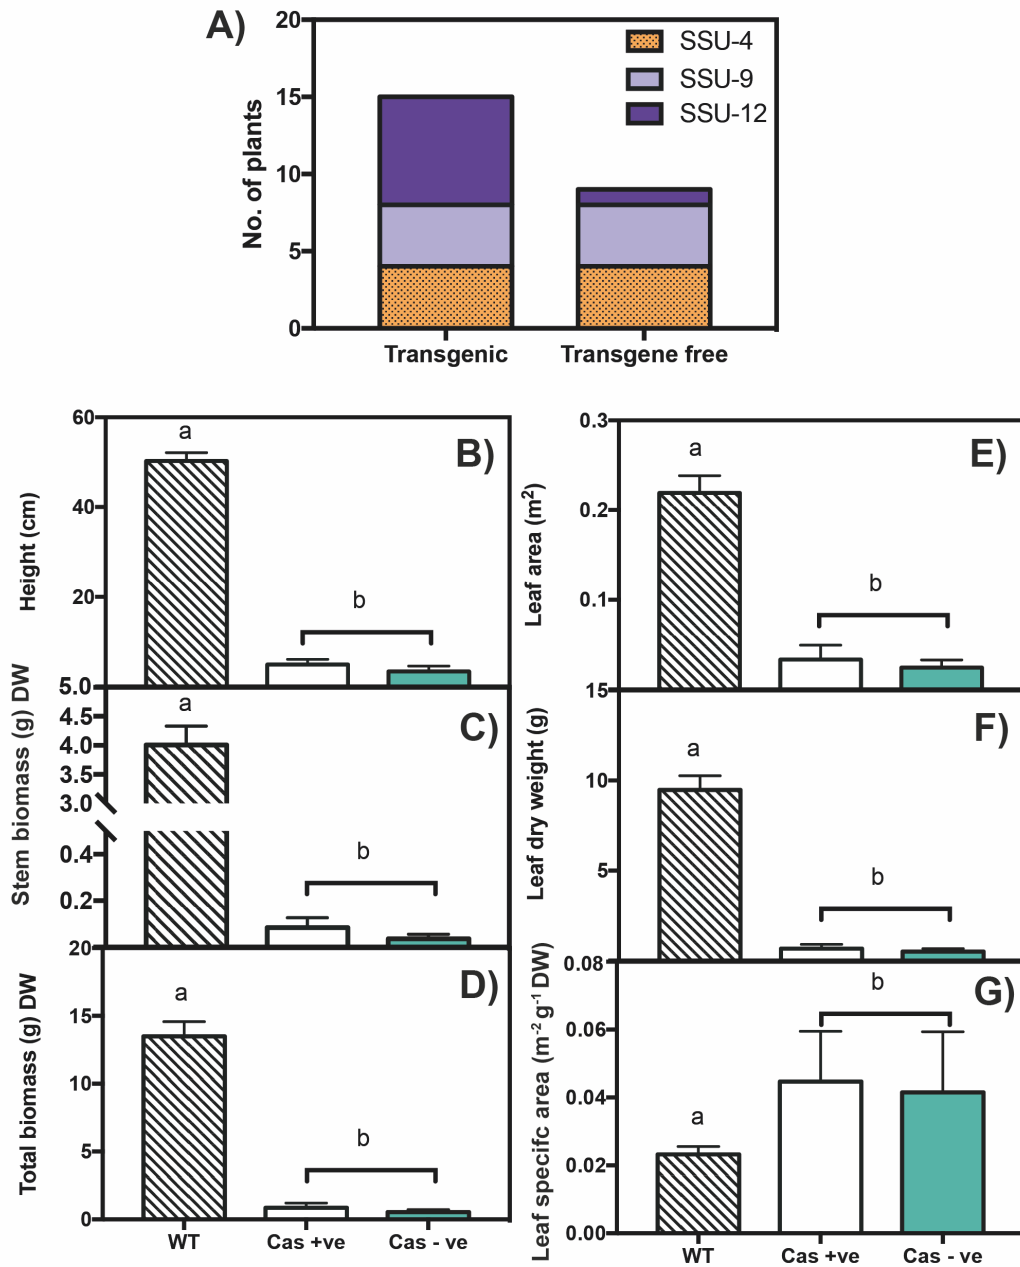 A)
No. of plants
20
15
10
5
0
SSU-4
SSU-9
SSU-12
Transgenic
Transgene free
B)
Height (cm)
60
40
20
a
b
C)
Stem biomass (g) DW
5.0
4.5
4.0
3.5
3.0
0.4
0.2
a
b
D)
Total biomass (g) DW
20
15
10
5
0
a
b
WT
Cas +ve
Cas - ve
E)
Leaf area (m²)
0.3
0.2
0.1
a
b
F)
Leaf dry weight (g)
15
10
5
a
b
G)
Leaf specifc area (m⁻² g⁻¹ DW)
0.08
0.06
0.04
0.02
0.00
a
b
WT
Cas +ve
Cas - ve